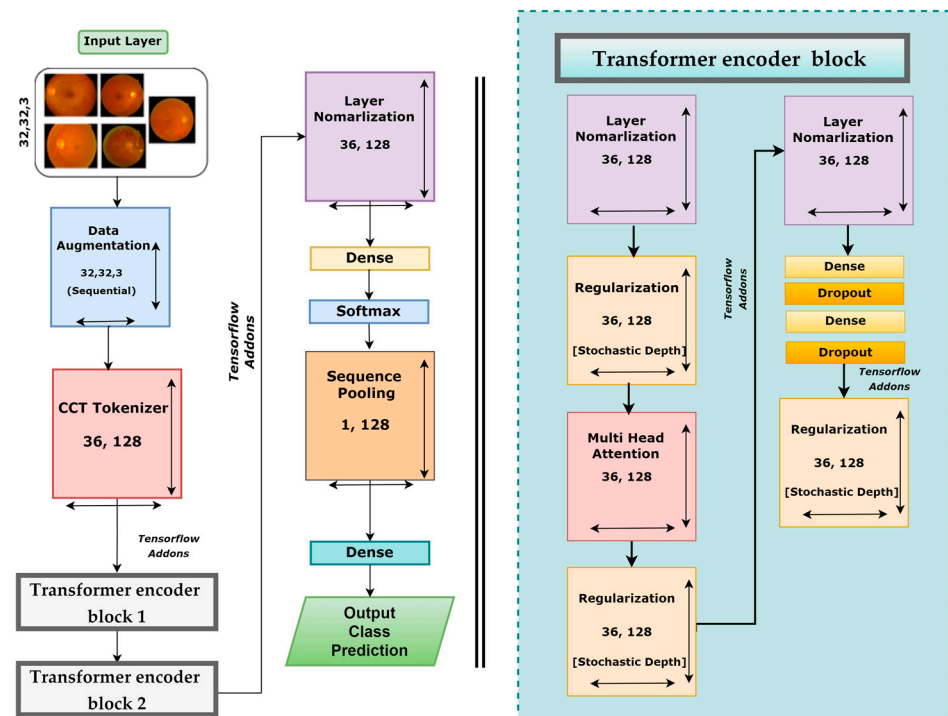 Input Layer
32,32,3
Data
Augmentation
32,32,3
(Sequential)
CCT Tokenizer
36, 128
Tensorflow
Addons
Transformer encoder
block 1
Transformer encoder
block 2
Tensorflow
Addons
Layer
Nomarlization
36, 128
Dense
Softmax
Sequence
Pooling
1, 128
Dense
Output
Class
Prediction
Transformer encoder block
Layer
Nomarlization
36, 128
Regularization
36, 128
[Stochastic Depth]
Multi Head
Attention
36, 128
Regularization
36, 128
[Stochastic Depth]
Tensorflow
Addons
Layer
Nomarlization
36, 128
Dense
Dropout
Dense
Dropout
Tensorflow
Addons
Regularization
36, 128
[Stochastic Depth]